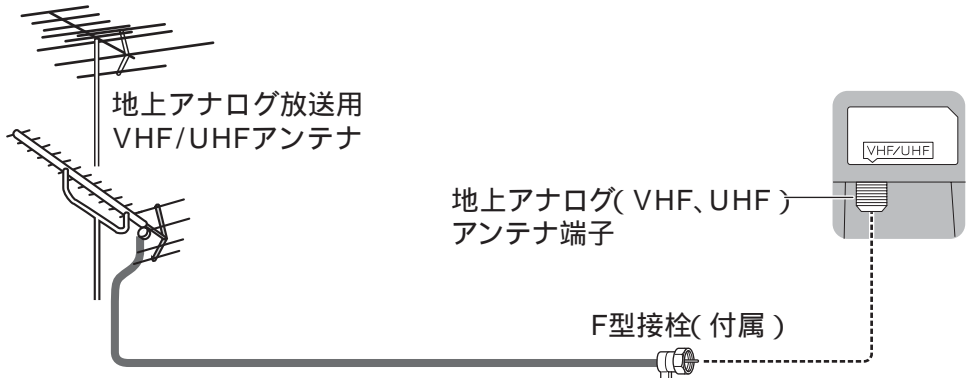 地上アナログ放送用
VHF/UHFアンテナ
VHF/UHF
地上アナログ(VHF、UHF)
アンテナ端子
F型接栓(付属)